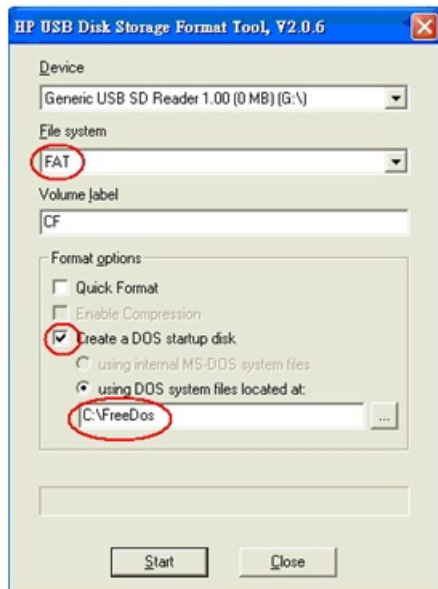 HP USB Disk Storage Format Tool, V2.0.6
Device
Generic USB SD Reader 1.00 (0 MB) (G:\)
File system
FAT
Volume label
CF
Format options
Quick Format
Enable Compression
Create a DOS startup disk
using internal MS-DOS system files
using DOS system files located at:
C:\FreeDos
...
Start
Close